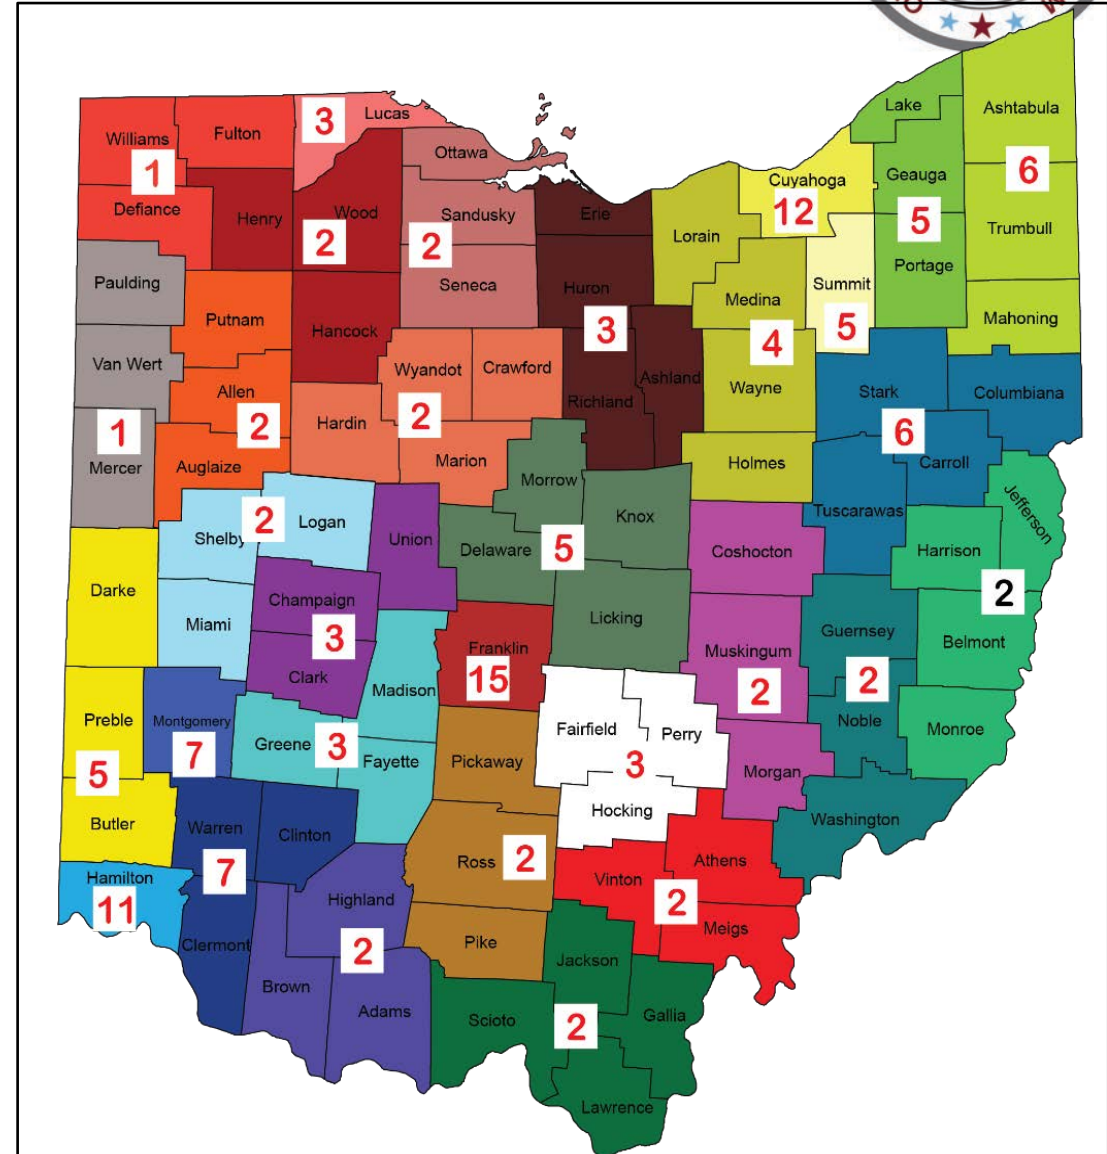 Lake
Ashtabula
Williams
Fulton
3
Lucas
1
Ottawa
Cuyahoga
12
Geauga
6
Defiance
Henry
Wood
2
Sandusky
2
Erie
Lorain
5
Trumbull
Paulding
Seneca
Huron
Medina
Summit
5
Portage
Putnam
Hancock
3
4
Mahoning
Van Wert
Allen
2
Wyandot
Crawford
Richland
Ashland
Wayne
Stark
Columbiana
1
Mercer
Auglaize
Hardin
2
Marion
Holmes
6
Carroll
Shelby
2
Logan
Union
Morrow
Knox
Tuscarawas
Jefferson
Delaware
5
Coshocton
Harrison
Darke
Miami
Champaign
3
Licking
Guernsey
2
Belmont
Clark
Madison
Franklin
15
Muskingum
2
2
Preble
5
Montgomery
7
Greene
3
Fayette
Pickaway
Fairfield
Perry
3
Noble
Monroe
Morgan
Butler
Warren
Clinton
Hocking
Washington
Hamilton
11
7
Ross
2
Vinton
Athens
2
Highland
Clermont
2
Pike
Meigs
Brown
Adams
Jackson
Scioto
2
Gallia
Lawrence